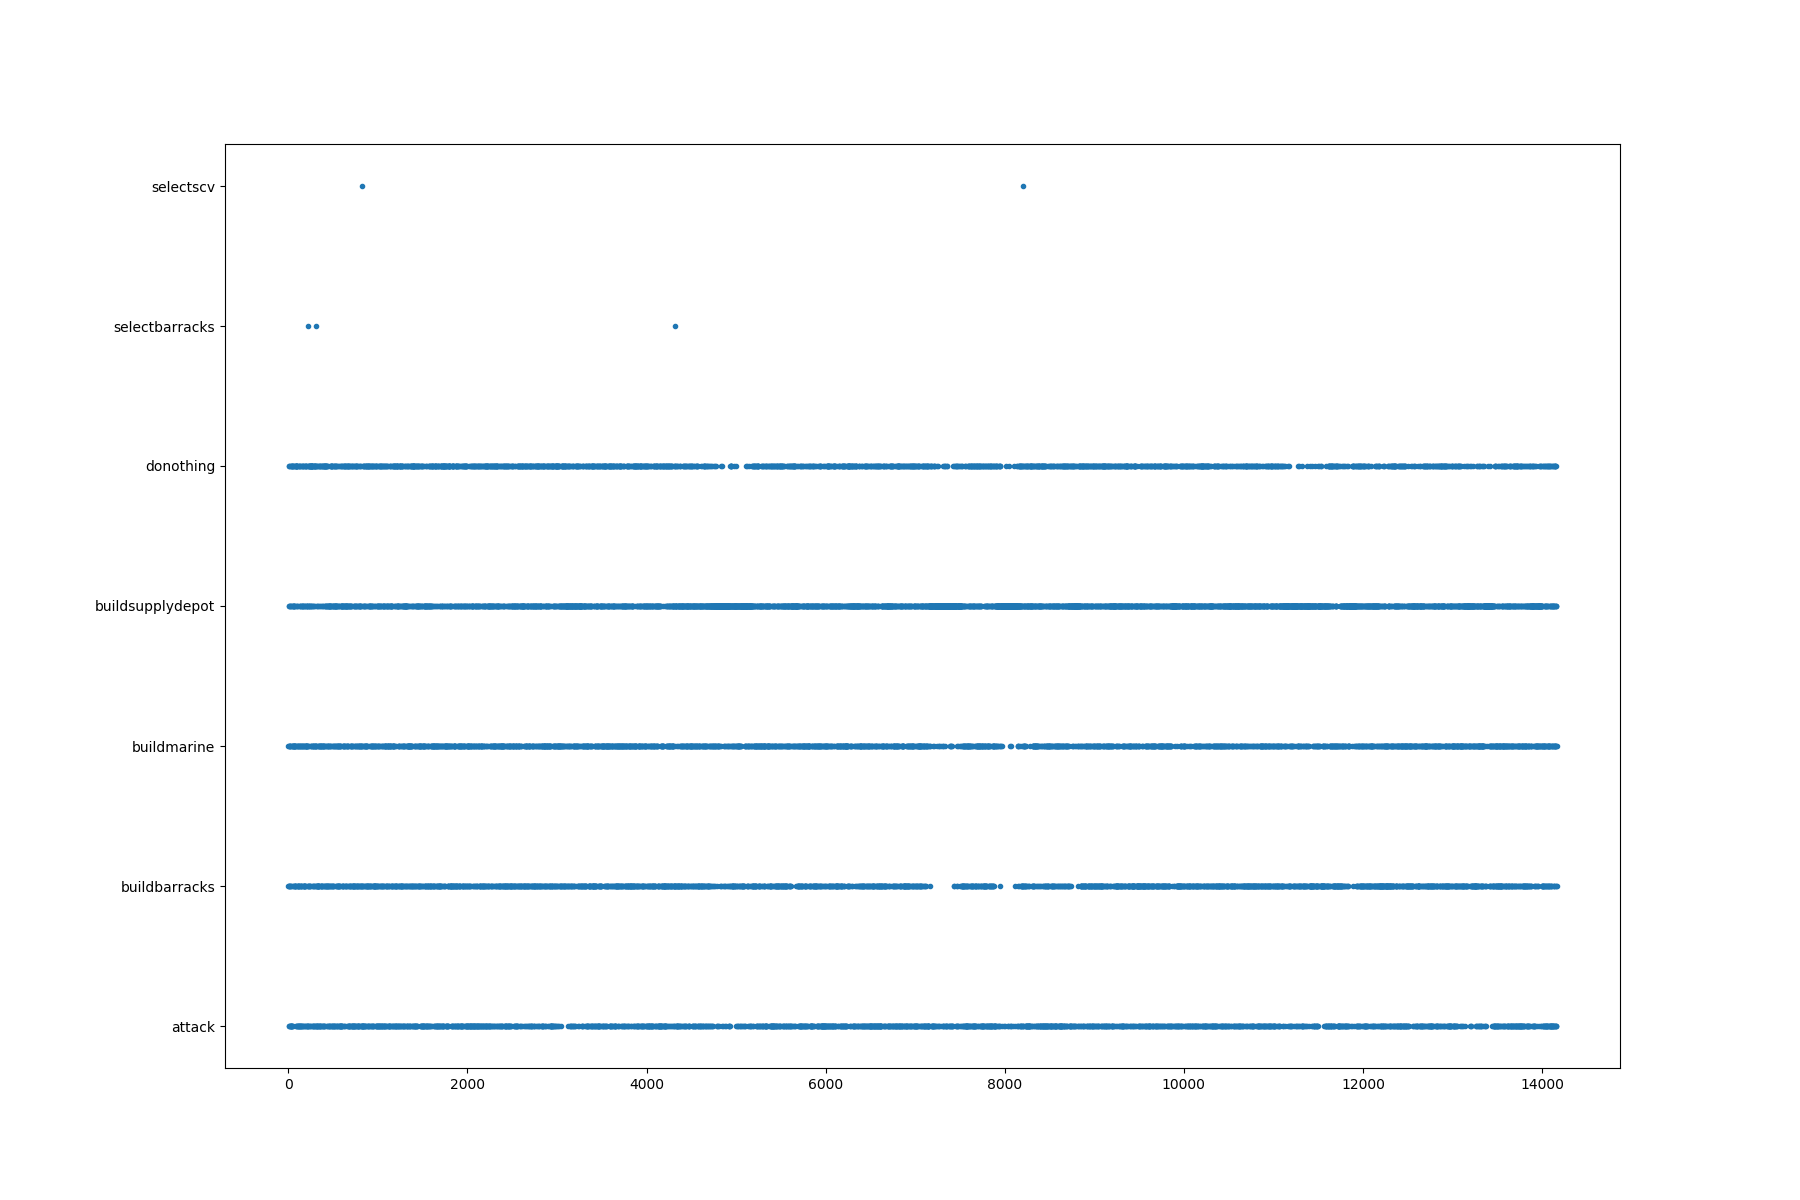 selectscv
selectbarracks
donothing
buildsupplydepot
buildmarine
buildbarracks
attack
0 2000 4000 6000 8000 10000 12000 14000